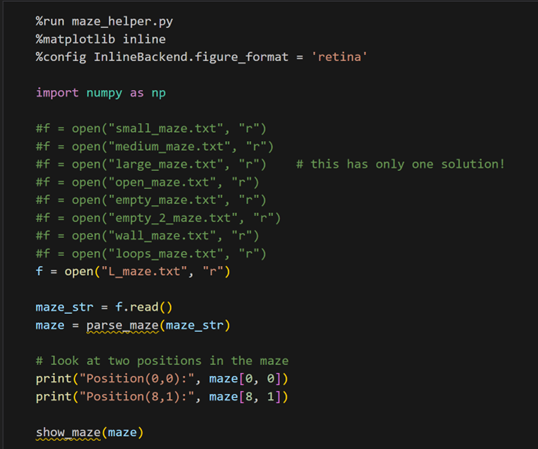 %run maze_helper.py
%matplotlib inline
%config InlineBackend.figure_format = 'retina'
import numpy as np
#f = open("small_maze.txt", "r")
#f = open("medium_maze.txt", "r")
#f = open("large_maze.txt", "r")    # this has only one solution!
#f = open("open_maze.txt", "r")
#f = open("empty_maze.txt", "r")
#f = open("empty_2_maze.txt", "r")
#f = open("wall_maze.txt", "r")
#f = open("loops_maze.txt", "r")
f = open("L_maze.txt", "r")
maze_str = f.read()
maze = parse_maze(maze_str)
# look at two positions in the maze
print("Position(0,0):", maze[0, 0])
print("Position(8,1):", maze[8, 1])
show_maze(maze)